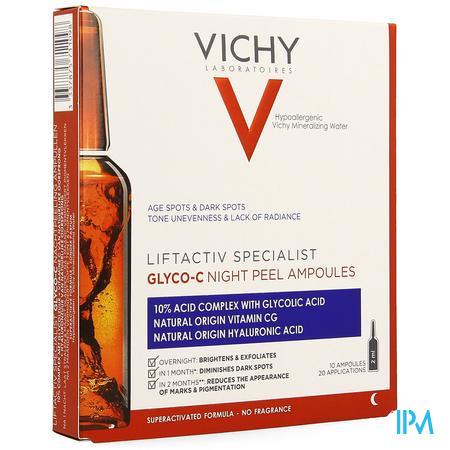 VICHY
LABORATOIRES
Hypoallergenic
Vichy Mineralizing Water
AGE SPOTS & DARK SPOTS
TONE UNEVENNESS & LACK OF RADIANCE
LIFTACTIV SPECIALIST
GLYCO-C NIGHT PEEL AMPOULES
10% ACID COMPLEX WITH GLYCOLIC ACID
NATURAL ORIGIN VITAMIN CG
NATURAL ORIGIN HYALURONIC ACID
OVERNIGHT: BRIGHTENS & EXFOLIATES
IN 1 MONTH*: DIMINISHES DARK SPOTS
IN 2 MONTHS**: REDUCES THE APPEARANCE
OF MARKS & PIGMENTATION
2 ml
10 AMPOULES
20 APPLICATIONS
SUPERACTIVATED FORMULA - NO FRAGRANCE
IPM